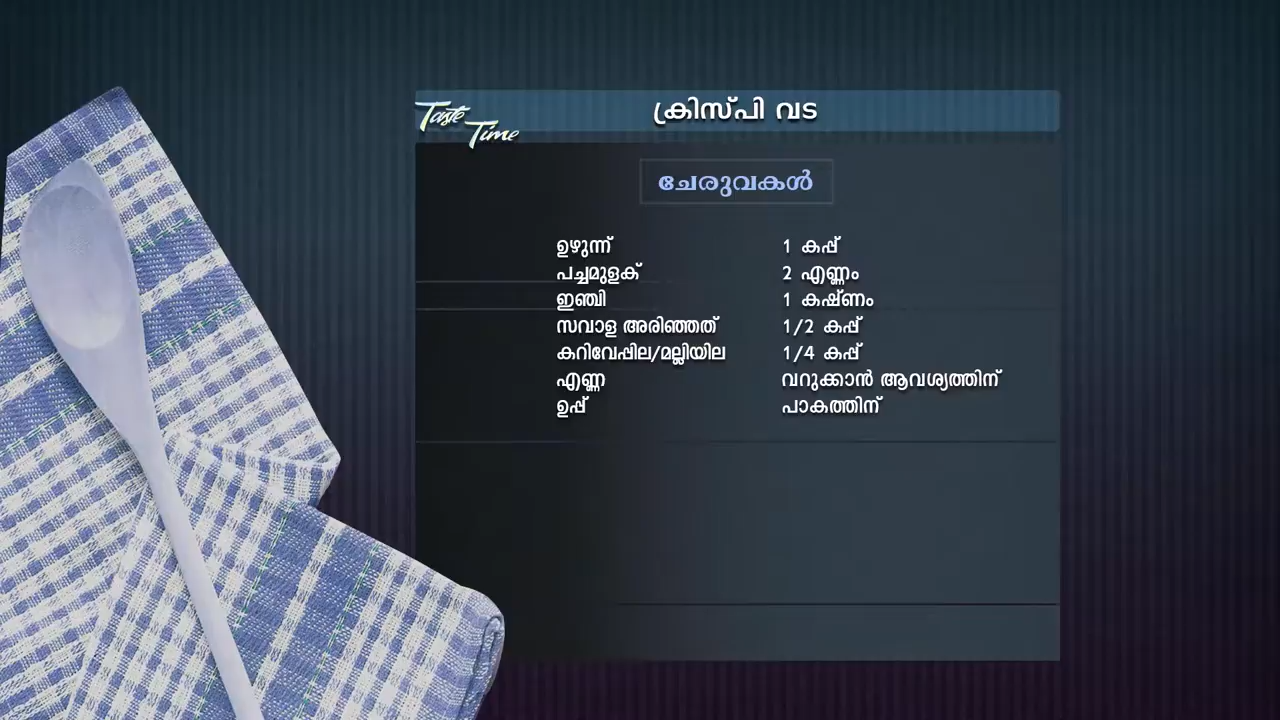 Taste Time
ക്രിസ്പി വട
ചേരുവകൾ
ഉഴുന്ന് 1 കപ്പ്
പച്ചമുളക് 2 എണ്ണം
ഇഞ്ചി 1 കഷ്ണം
സവാള അരിഞ്ഞത് 1/2 കപ്പ്
കറിവേപ്പില/മല്ലിയില 1/4 കപ്പ്
എണ്ണ വറുക്കാൻ ആവശ്യത്തിന്
ഉപ്പ് പാകത്തിന്